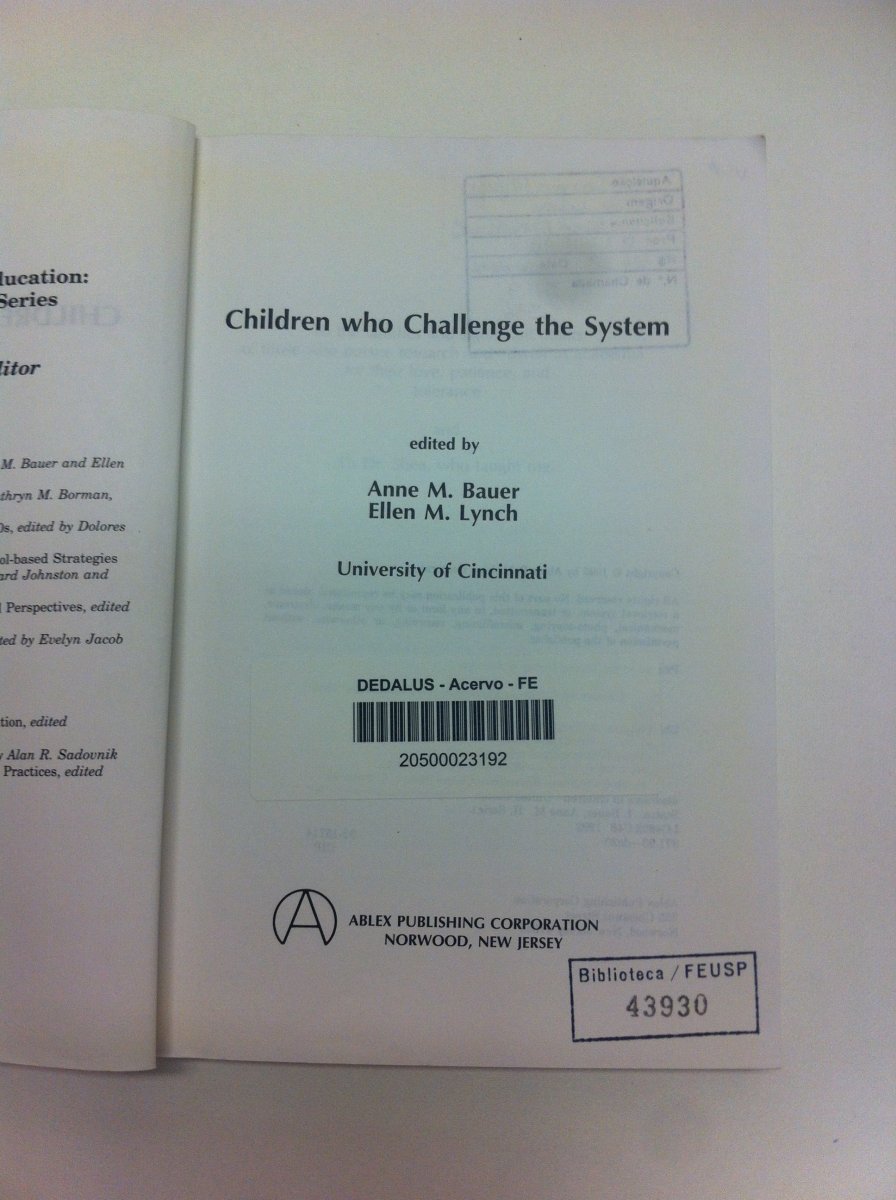 lucation:
Series
litor
M. Bauer and Ellen
thryn M. Borman,
0s, edited by Dolores
ol-based Strategies
ard Johnston and
l Perspectives, edited
ted by Evelyn Jacob
tion, edited
y Alan R. Sadovnik
Practices, edited
Children who Challenge the System
edited by
Anne M. Bauer
Ellen M. Lynch
University of Cincinnati
DEDALUS - Acervo - FE
20500023192
ABLEX PUBLISHING CORPORATION
NORWOOD, NEW JERSEY
Biblioteca / FEUSP
43930